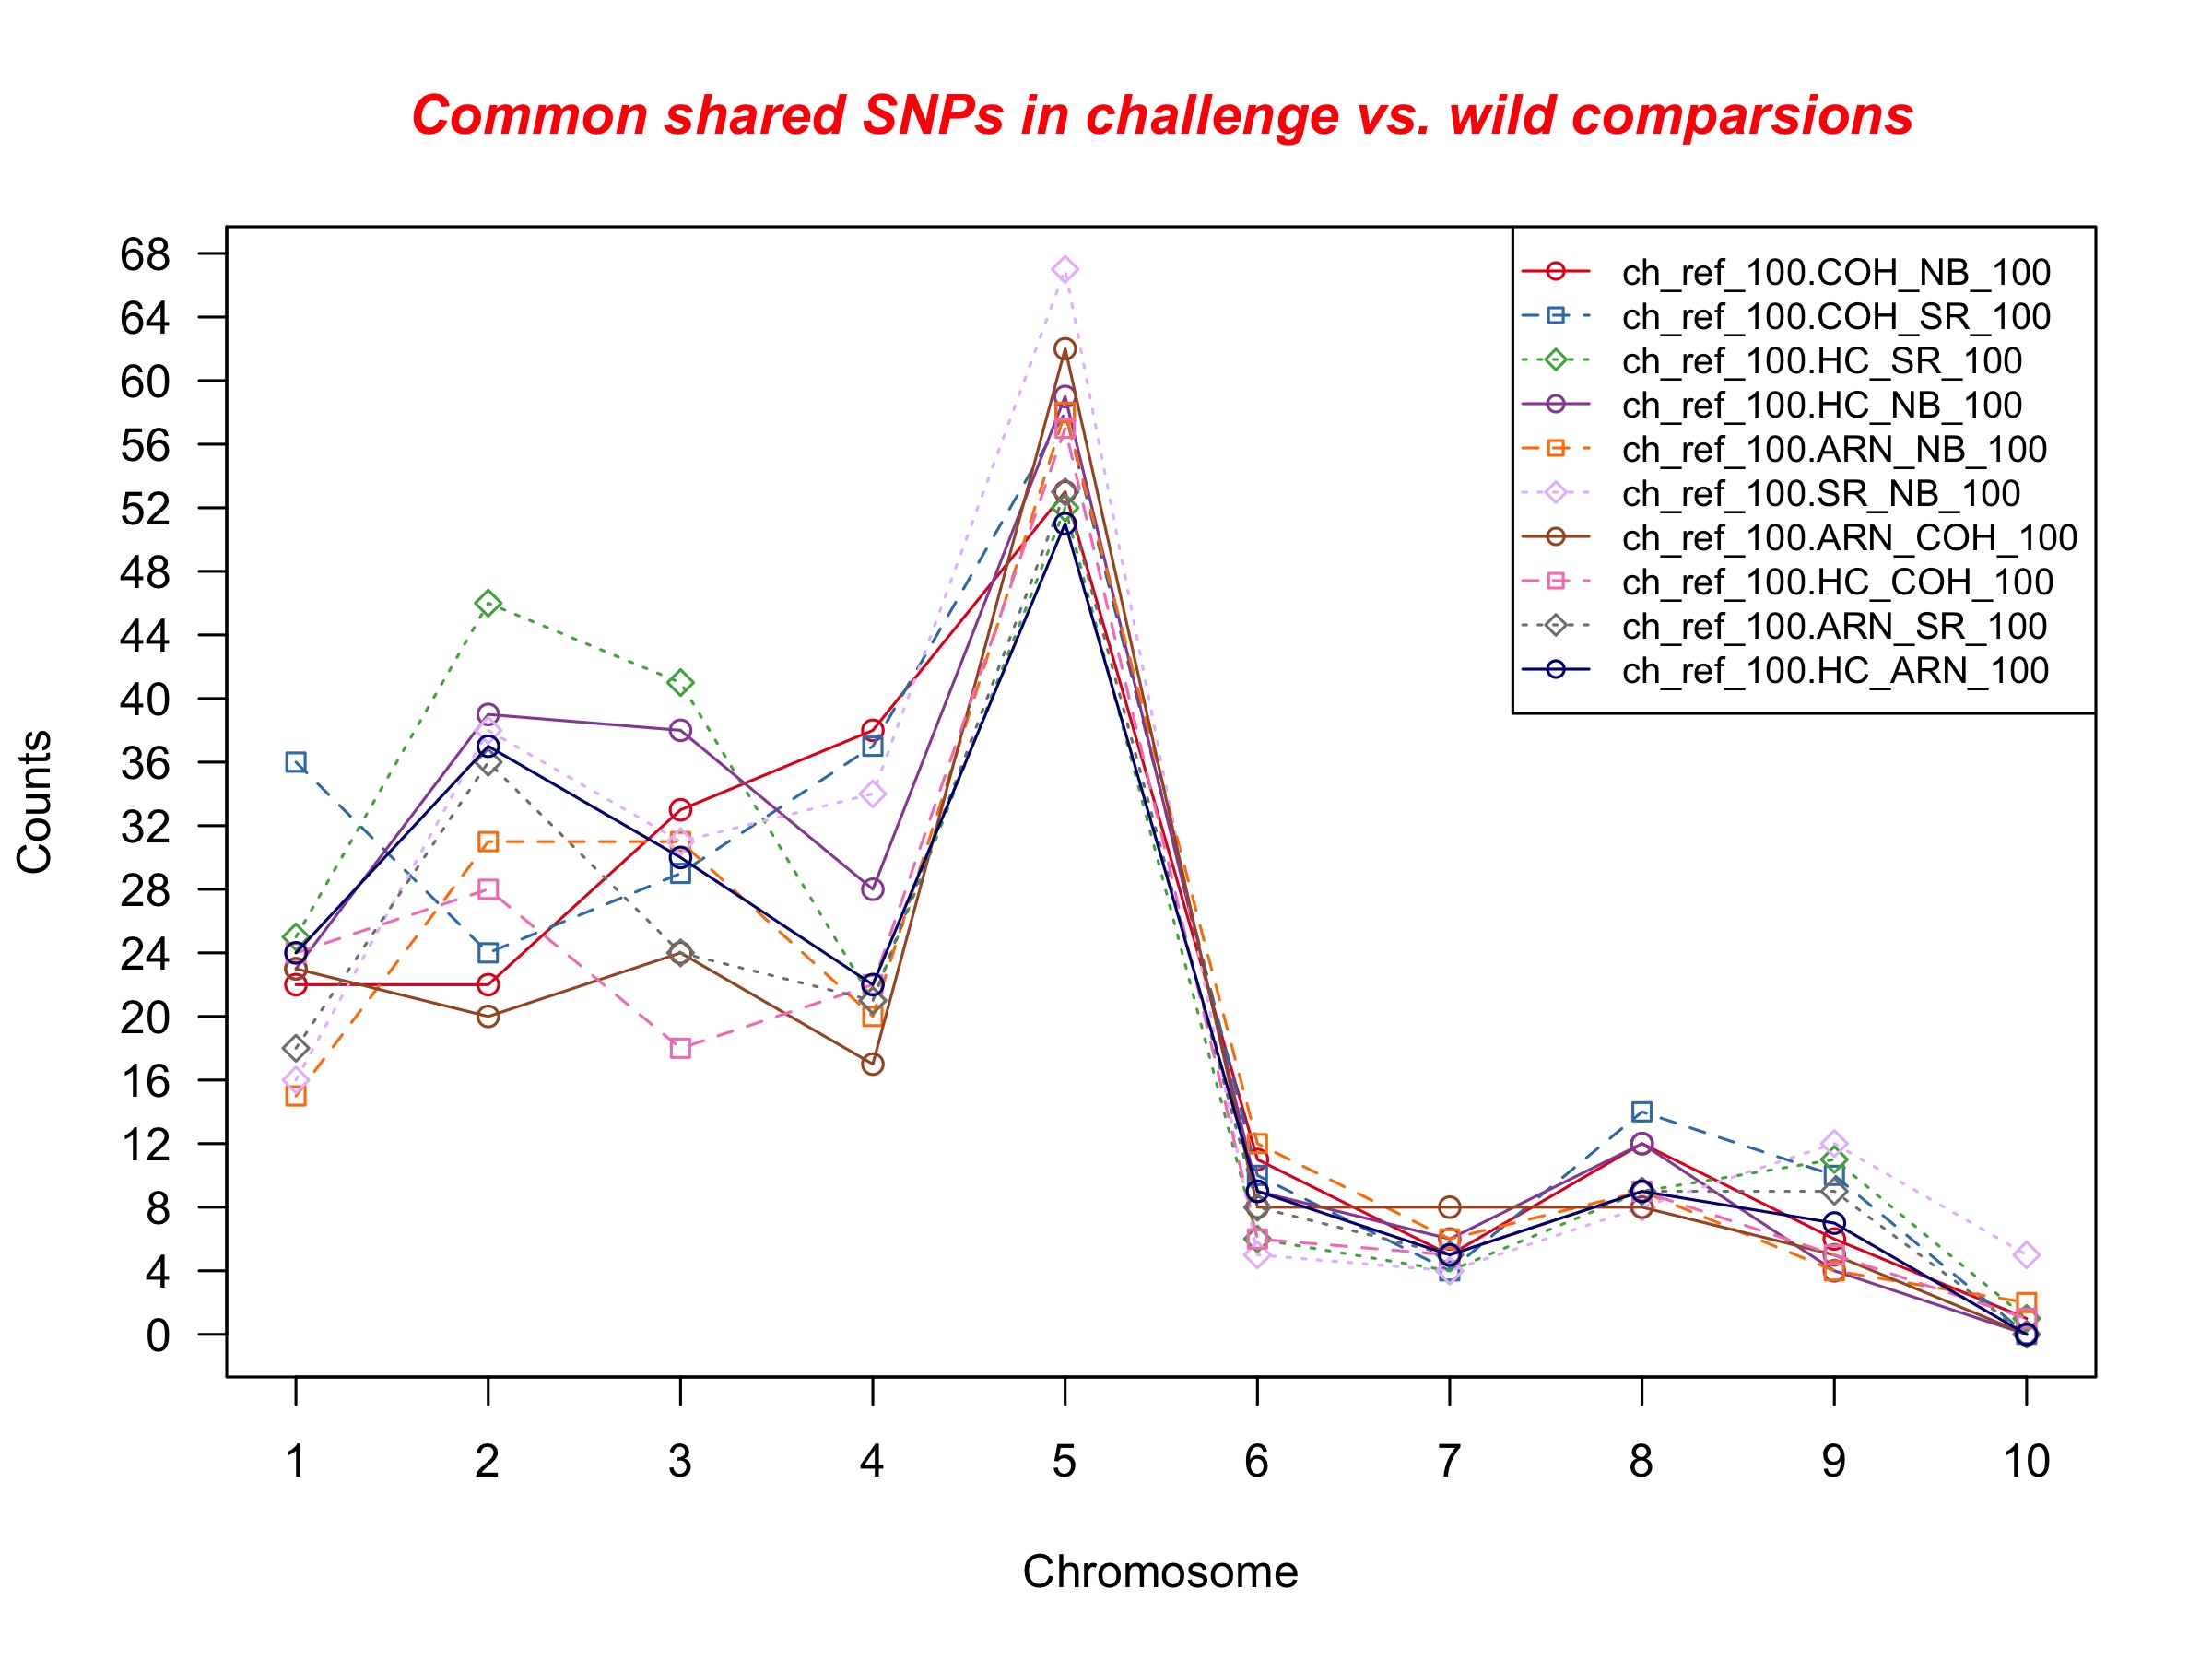 Common shared SNPs in challenge vs. wild comparsions
68
64
60
56
52
48
44
40
36
32
28
24
20
16
12
8
4
0
Counts
ch_ref_100.COH_NB_100
ch_ref_100.COH_SR_100
ch_ref_100.HC_SR_100
ch_ref_100.HC_NB_100
ch_ref_100.ARN_NB_100
ch_ref_100.SR_NB_100
ch_ref_100.ARN_COH_100
ch_ref_100.HC_COH_100
ch_ref_100.ARN_SR_100
ch_ref_100.HC_ARN_100
1 2 3 4 5 6 7 8 9 10
Chromosome